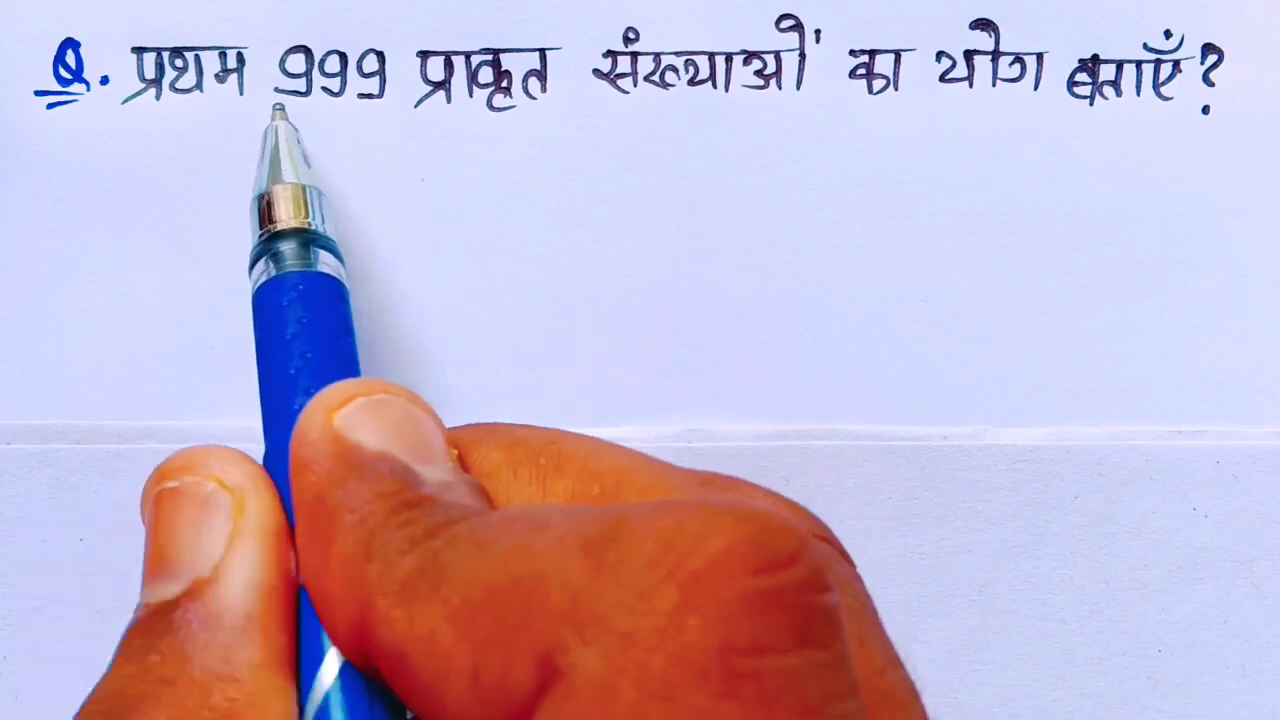 Q. प्रथम 999 प्राकृत संख्याओं का योग बताएँ?